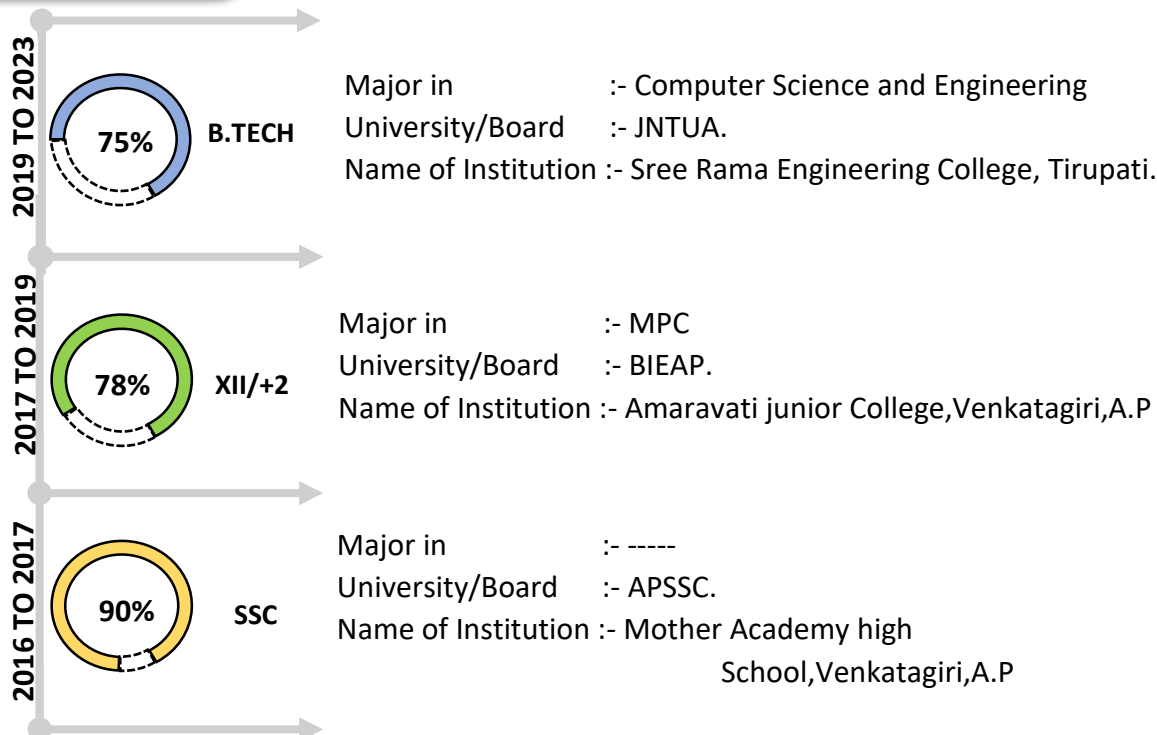 2019 TO 2023
75%
B.TECH
Major in :- Computer Science and Engineering
University/Board :- JNTUA.
Name of Institution :- Sree Rama Engineering College, Tirupati.
2017 TO 2019
78%
XII/+2
Major in :- MPC
University/Board :- BIEAP.
Name of Institution :- Amaravati junior College,Venkatagiri,A.P
2016 TO 2017
90%
SSC
Major in :- -----
University/Board :- APSSC.
Name of Institution :- Mother Academy high
School,Venkatagiri,A.P